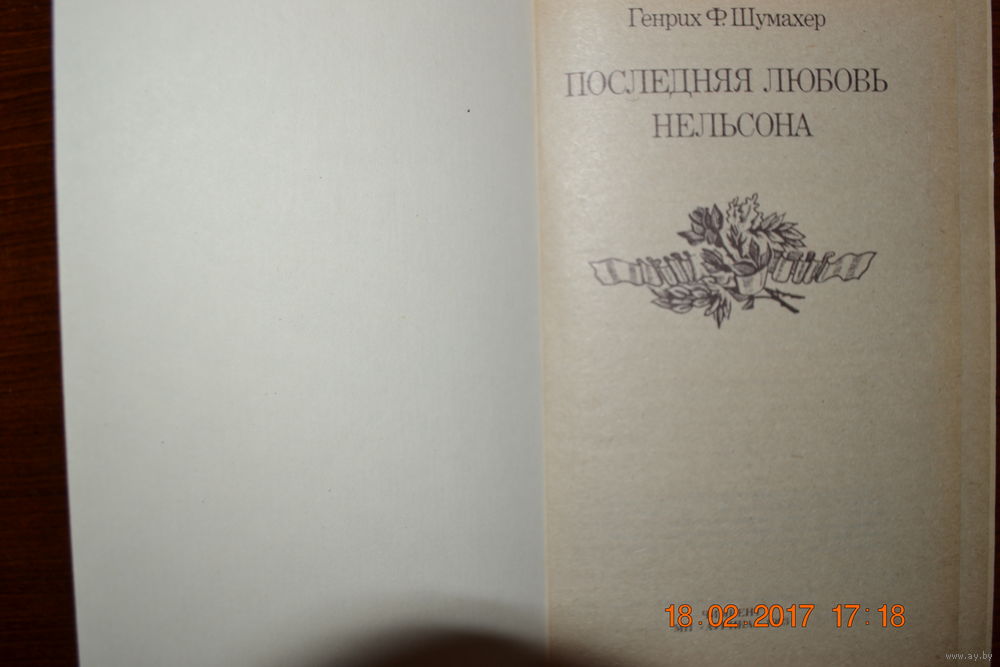 Генрих Ф. Шумахер
ПОСЛЕДНЯЯ ЛЮБОВЬ
НЕЛЬСОНА
18.02.2017 17:18
www.ay.by